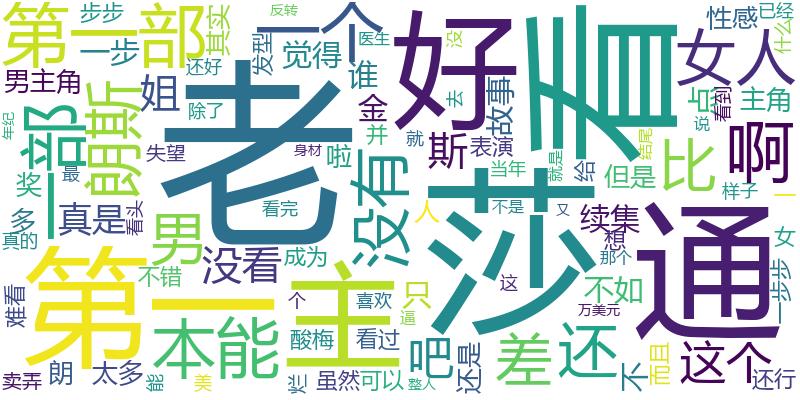 第一部
一个
好
看
女人
性感
已经
什么
步步
一步
其实
还好
反转
医生
没
男主角
姐
除了
发型
觉得
谁
金
并
去
故事
看到
占
主角
说
年纪
一部
朗斯
老
斯
表演
就
结尾
比
啊
失望
身材
啦
没有
当年
就是
给
但是
样子
奖
最
多
真是
看头
男
看完
人
莎
不是
又
续集
想
通
一
女
真的
没看
成为
只
这
那个
一步步
难看
第一
不错
个
主
喜欢
逼
万美元
不如
本能
酸梅
看过
吧
还是
差
还
不
而且
这个
还行
卖弄
朗
太多
能
美
烂
虽然
可以
整人